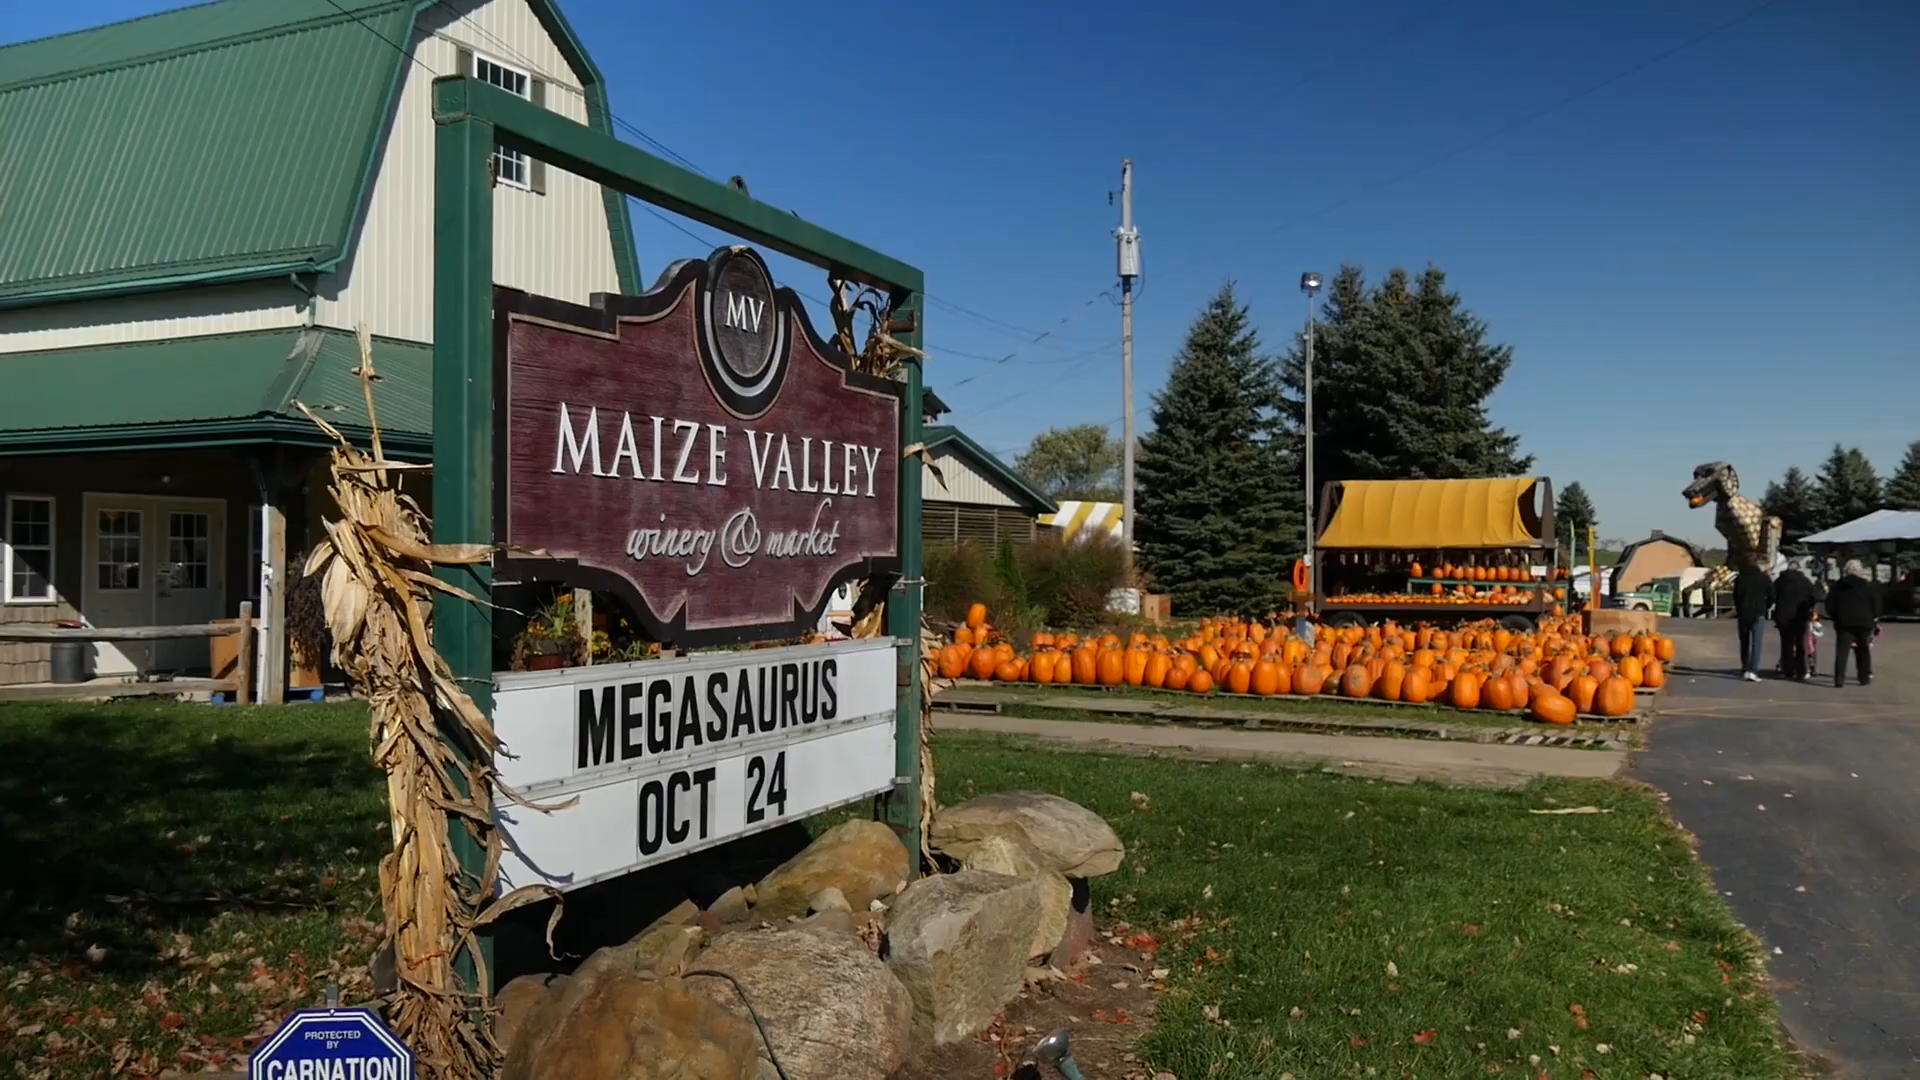 MV
MAIZE VALLEY
winery & market
MEGASAURUS
OCT 24
PROTECTED
BY
CARNATION